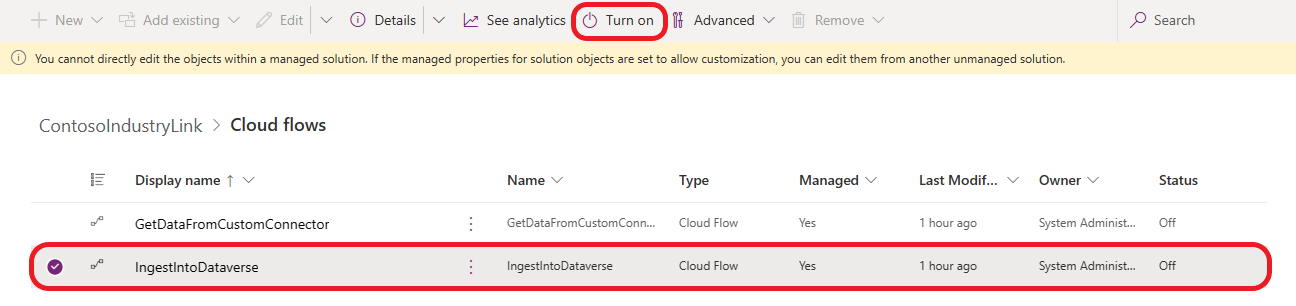 New Add existing Edit Details See analytics Turn on Advanced Remove Search
You cannot directly edit the objects within a managed solution. If the managed properties for solution objects are set to allow customization, you can edit them from another unmanaged solution.
ContosoIndustryLink > Cloud flows
Display name ↑ Name Type Managed Last Modif... Owner Status
GetDataFromCustomConnector GetDataFromCustomConn... Cloud Flow Yes 1 hour ago System Administ... Off
IngestIntoDataverse IngestIntoDataverse Cloud Flow Yes 1 hour ago System Administ... Off